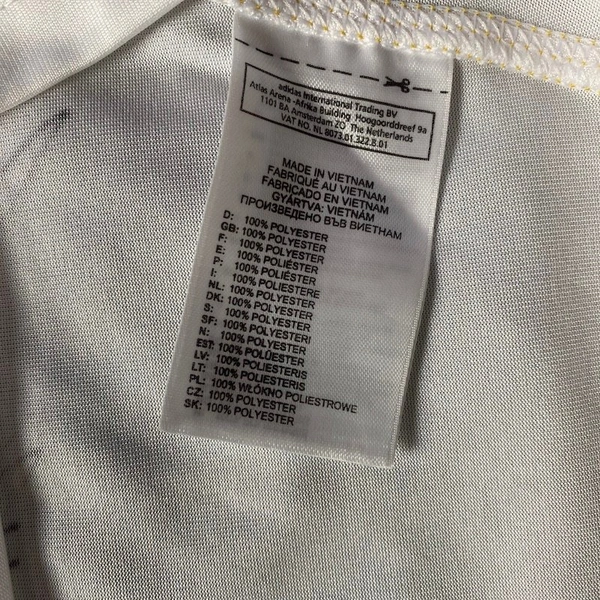 adidas International Trading BV
Atlas Arena -Afrika Building Hoogoorddreef 9a
1101 BA Amsterdam ZO The Netherlands
VAT NO. NL 8073.01.322.B.01
MADE IN VIETNAM
FABRIQUÉ AU VIETNAM
FABRICADO EN VIETNAM
GYÁRTVA: VIETNÁM
ПРОИЗВЕДЕНО ВЪВ ВИЕТНАМ
D: 100% POLYESTER
GB: 100% POLYESTER
F: 100% POLYESTER
E: 100% POLIÉSTER
P: 100% POLIÉSTER
I: 100% POLIESTERE
NL: 100% POLYESTER
DK: 100% POLYESTER
S: 100% POLYESTER
SF: 100% POLYESTERI
N: 100% POLYESTER
EST: 100% POLÜESTER
LV: 100% POLIESTERIS
LT: 100% POLIESTERIS
PL: 100% WŁÓKNO POLIESTROWE
CZ: 100% POLYESTER
SK: 100% POLYESTER